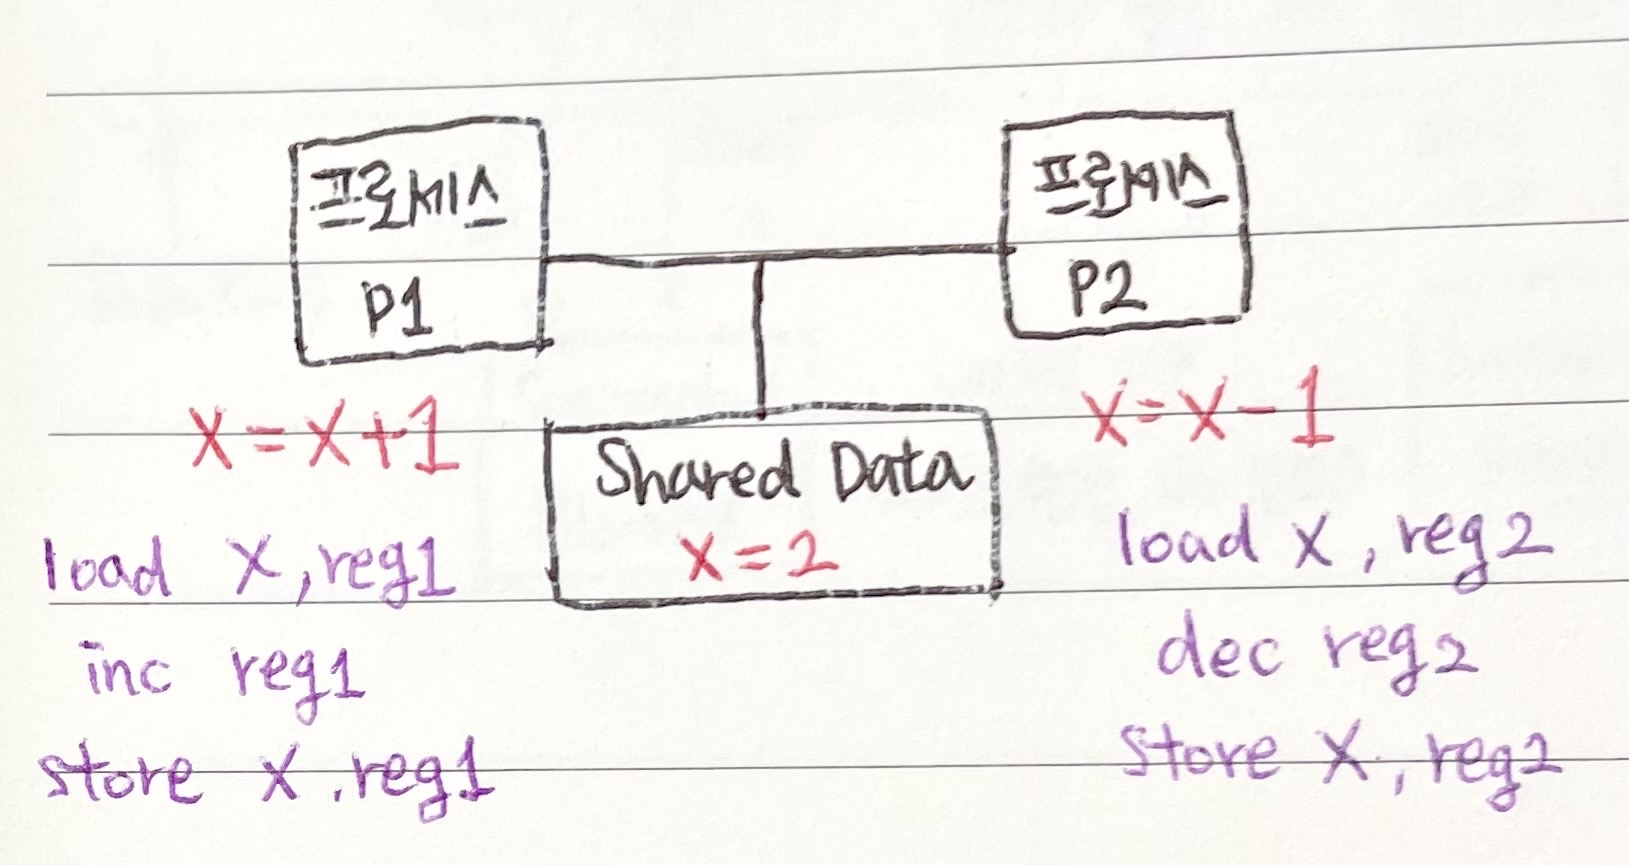 프로세스
P1
프로세스
P2
x=x+1
x=x-1
Shared Data
x=2
load x, reg1
inc reg1
store x, reg1
load x, reg2
dec reg2
store x, reg2